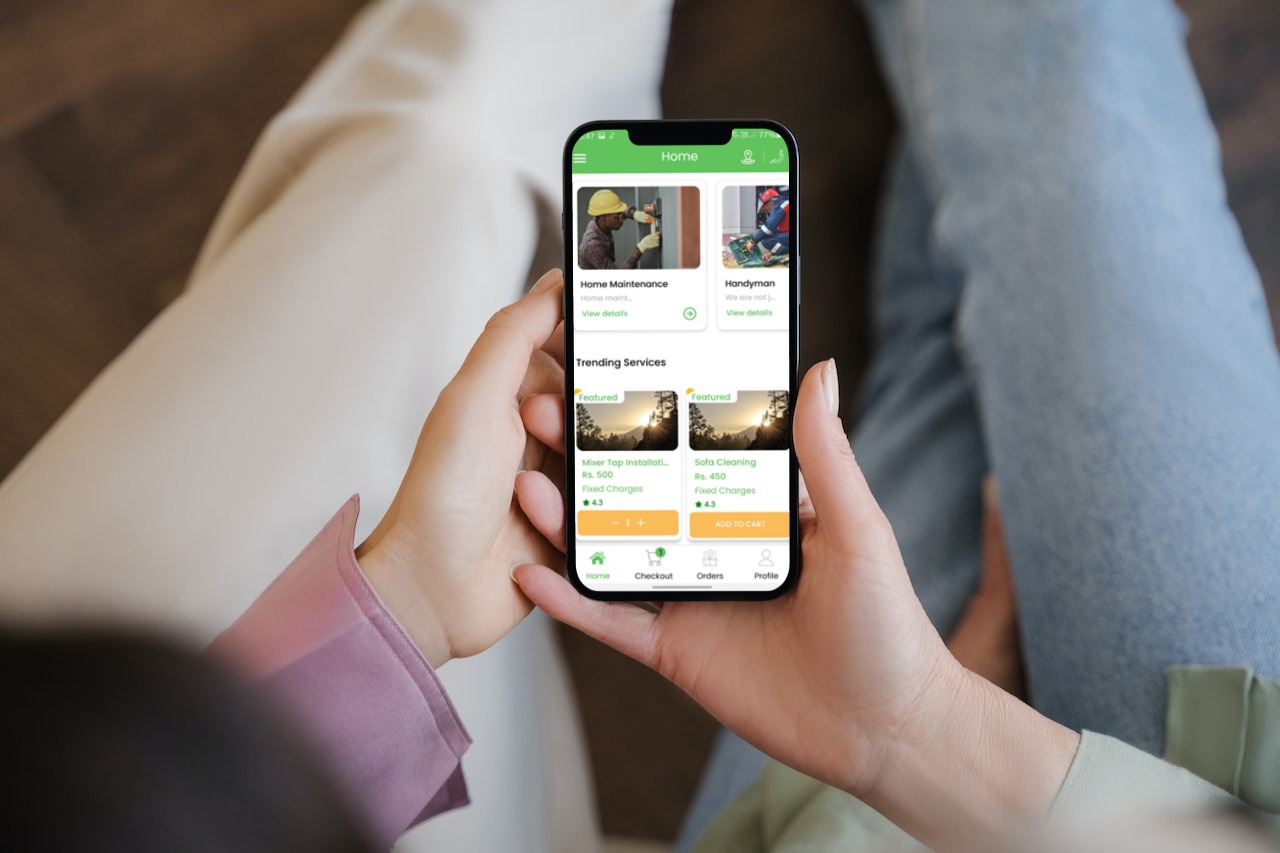 :47 77%
Home
Home Maintenance
Home maint...
View details
Handyman
We are not j...
View details
Trending Services
Featured
Featured
Mixer Tap Installati...
Rs. 500
Fixed Charges
4.3
− 1 +
Sofa Cleaning
Rs. 450
Fixed Charges
4.3
ADD TO CART
1
Home Checkout Orders Profile